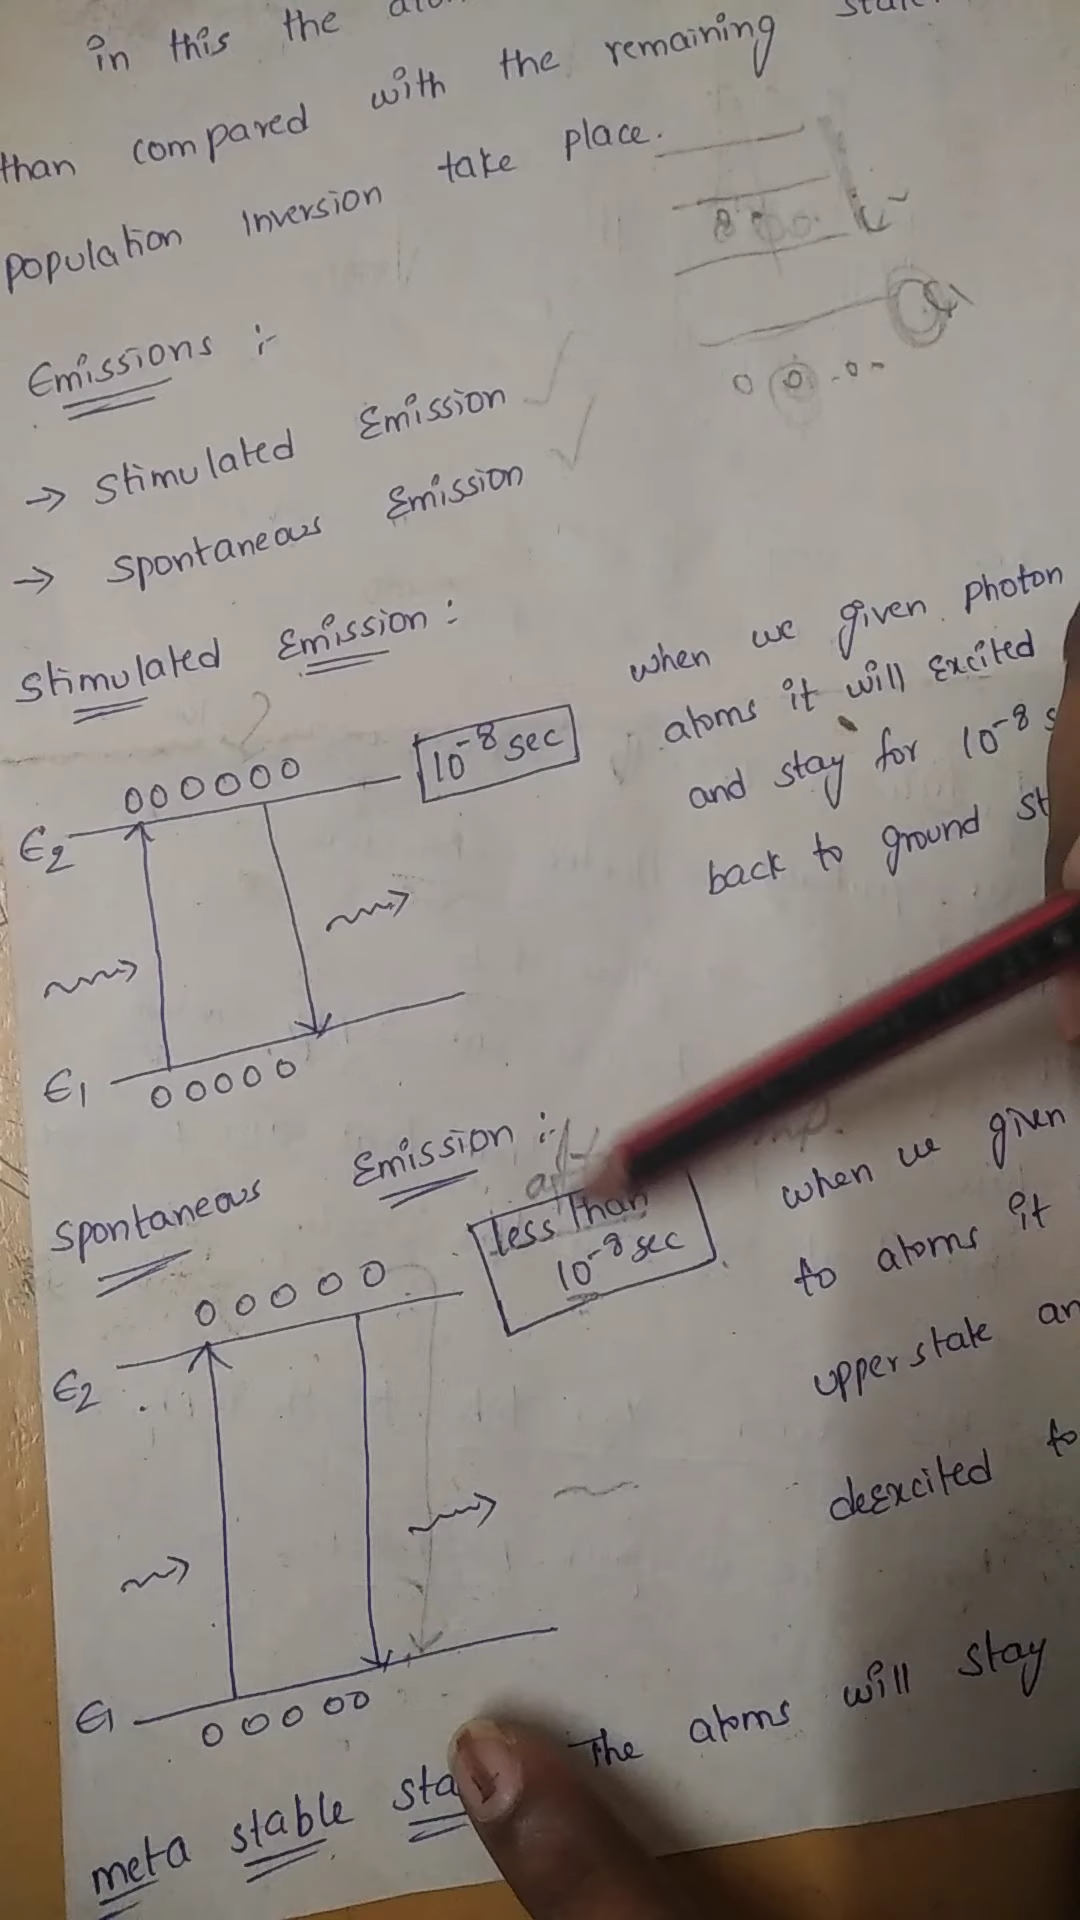 in this the
than compared with the remaining
population Inversion take place.
Emissions :-
→ Stimulated Emission
→ Spontaneous Emission
Stimulated Emission :
when we given photon
atoms it will Excited
and stay for 10⁻⁸ s
back to ground st
10⁻⁸ sec
000000
E2
E1
00000
Spontaneous Emission :-
less than
10⁻⁸ sec
00000
E2
E1
00000
when we given
to atoms it
upper state an
deExcited to
meta stable sta
The atoms will stay